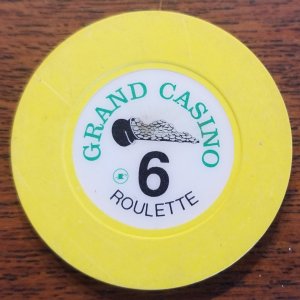 GRAND CASINO
6
ROULETTE